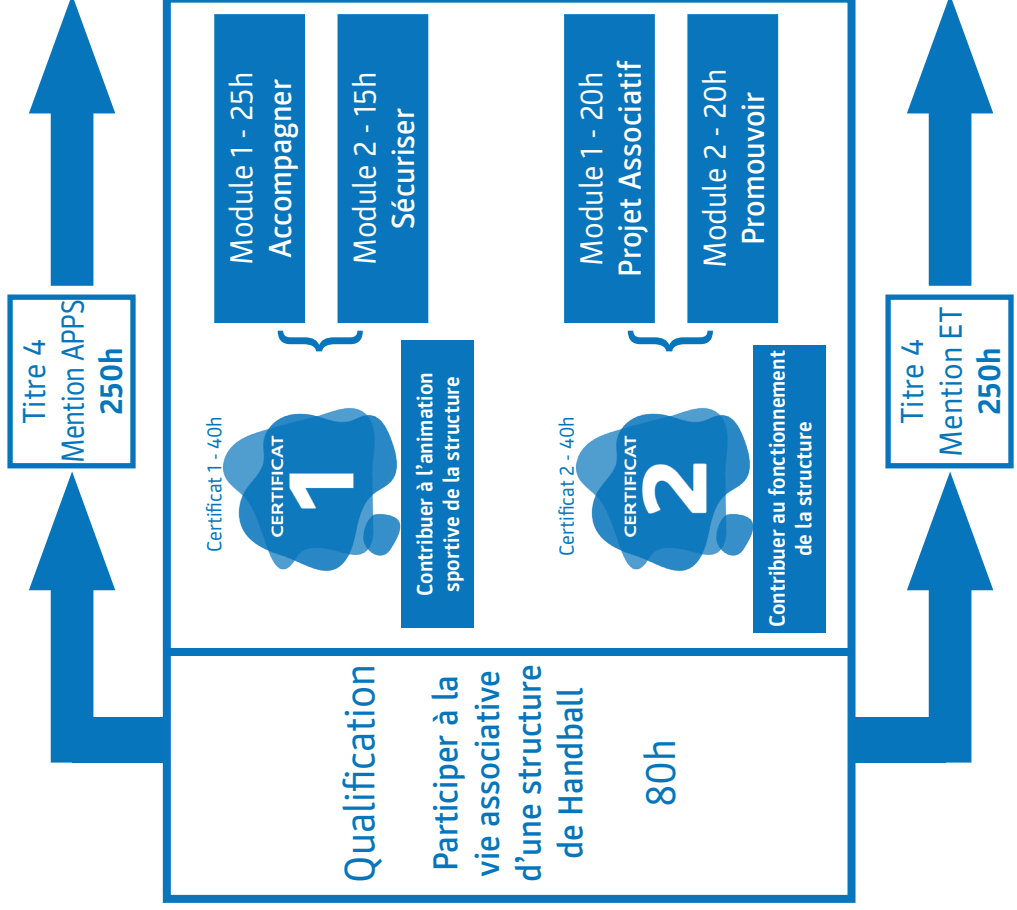 Qualification
Participer à la
vie associative
d'une structure
de Handball
80h
Titre 4
Mention APPS
250h
Certificat 1 - 40h
CERTIFICAT
1
Contribuer à l'animation
sportive de la structure
Module 1 - 25h
Accompagner
Module 2 - 15h
Sécuriser
Certificat 2 - 40h
CERTIFICAT
2
Contribuer au fonctionnement
de la structure
Module 1 - 20h
Projet Associatif
Module 2 - 20h
Promouvoir
Titre 4
Mention ET
250h